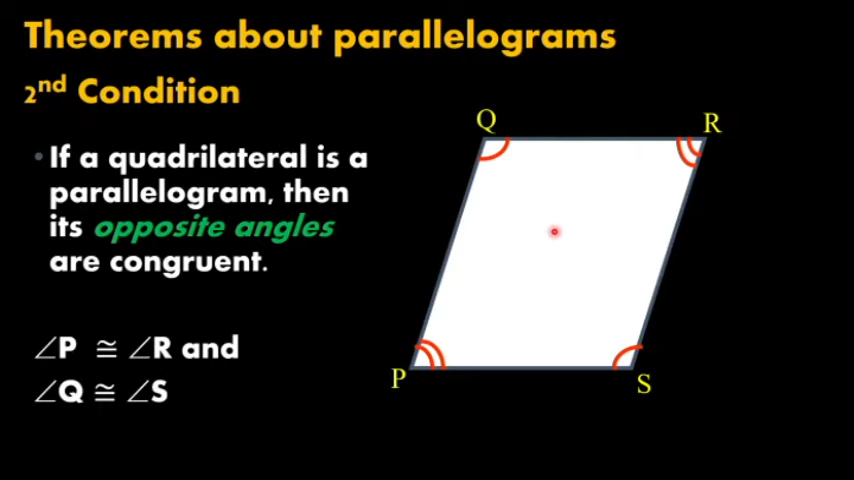 Theorems about parallelograms
2nd Condition
• If a quadrilateral is a
parallelogram, then
its opposite angles
are congruent.
∠P ≅ ∠R and
∠Q ≅ ∠S
Q
R
P
S